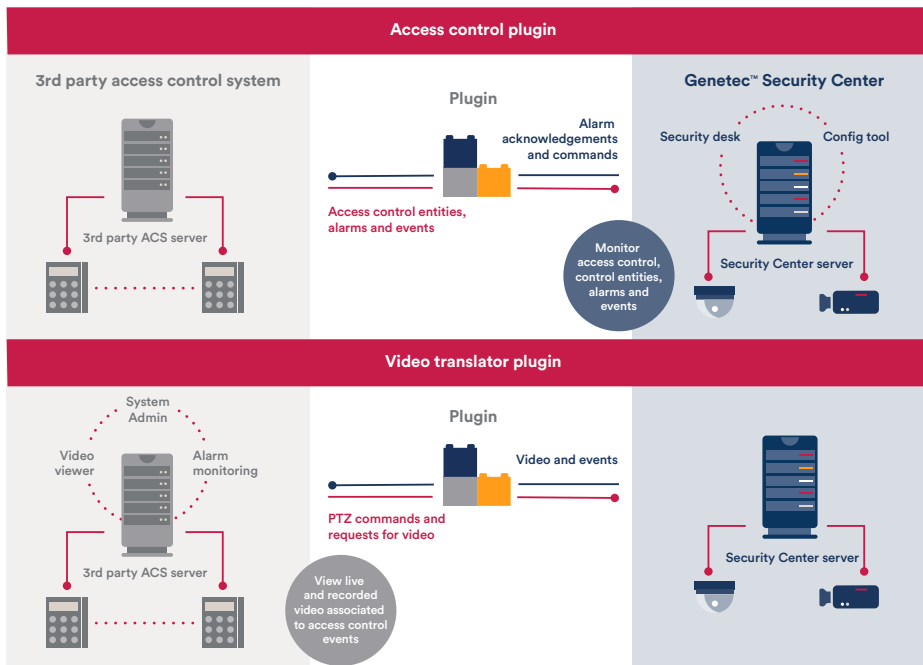 Access control plugin
3rd party access control system
3rd party ACS server
Plugin
Alarm
acknowledgements
and commands
Access control entities,
alarms and events
Monitor
access control,
control entities,
alarms and
events
Genetec™ Security Center
Security desk
Config tool
Security Center server
Video translator plugin
System
Admin
Video
viewer
Alarm
monitoring
3rd party ACS server
Plugin
Video and events
PTZ commands and
requests for video
View live
and recorded
video associated
to access control
events
Security Center server